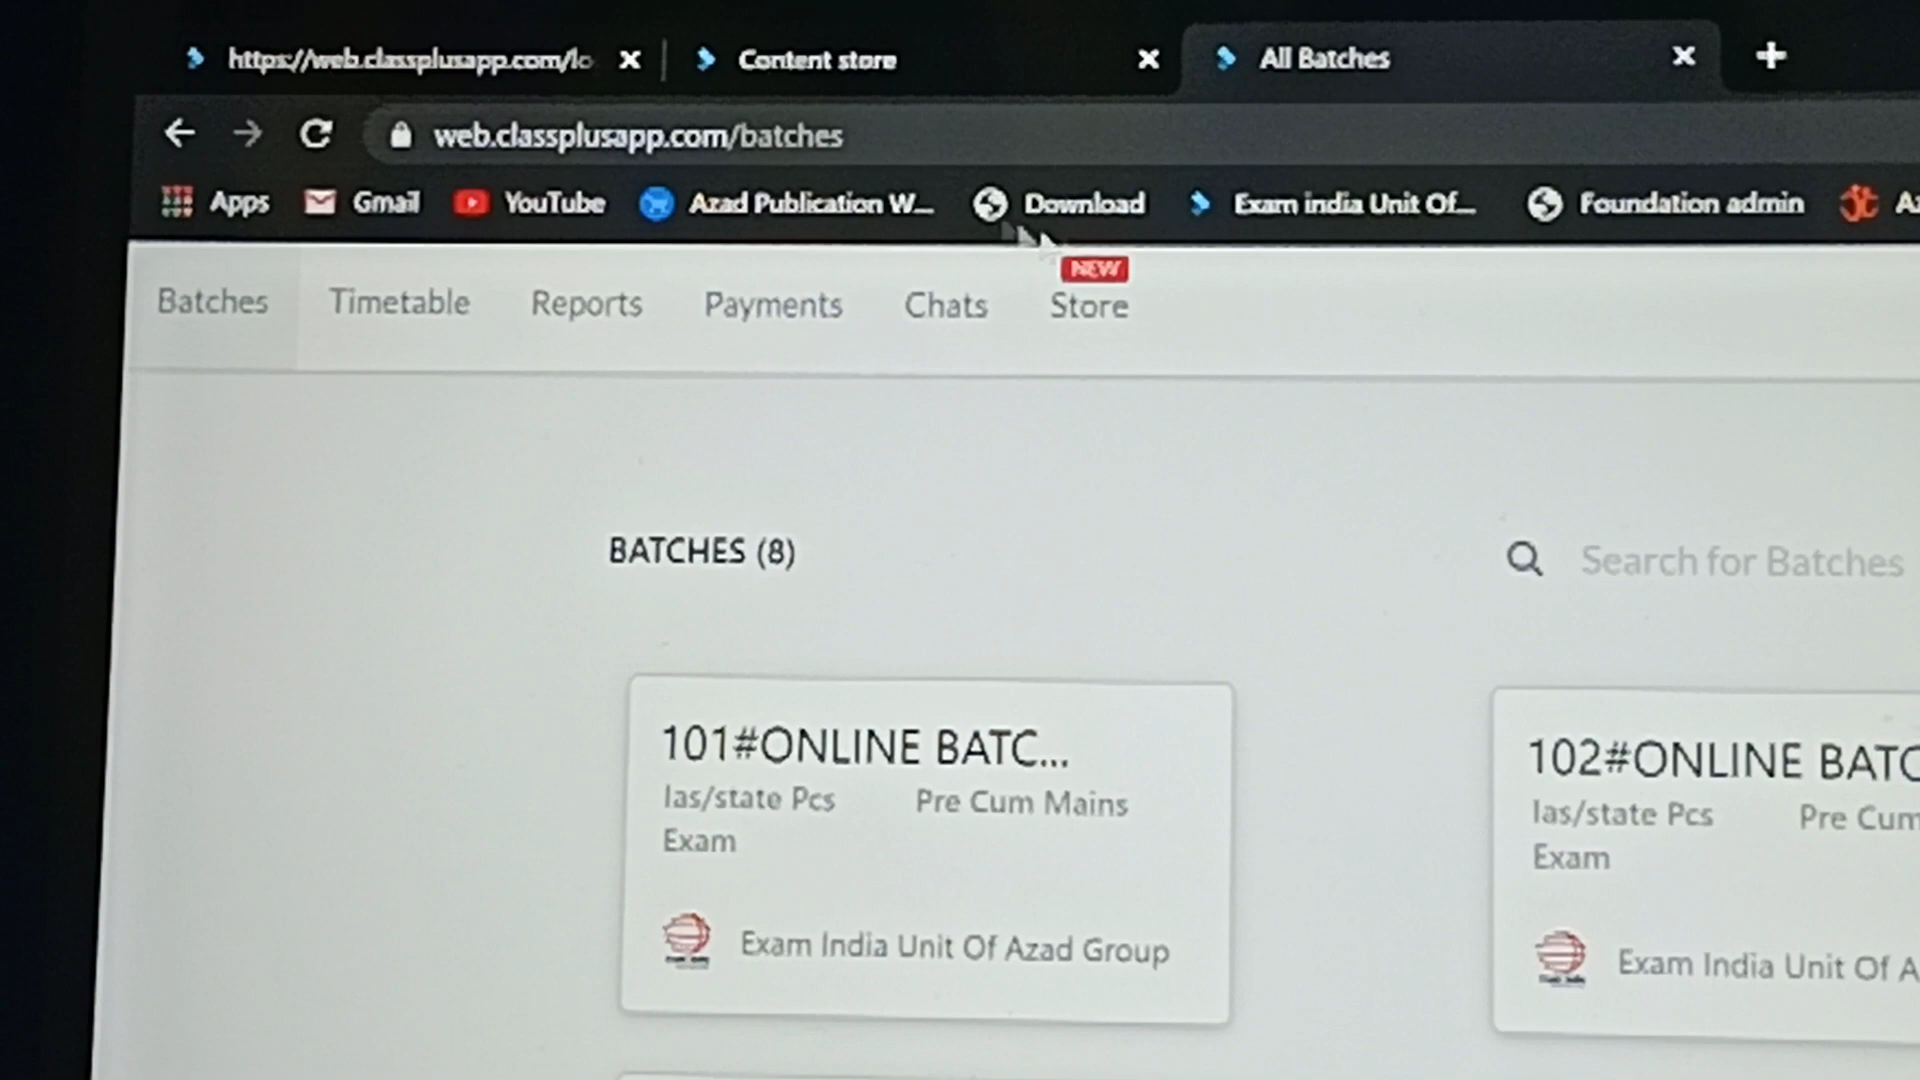 https://web.classplusapp.com/lo
Content store
All Batches
web.classplusapp.com/batches
Apps
Gmail
YouTube
Azad Publication W...
Download
Exam india Unit Of...
Foundation admin
Batches
Timetable
Reports
Payments
Chats
NEW
Store
BATCHES (8)
Search for Batches
101#ONLINE BATC...
Ias/state Pcs
Exam
Pre Cum Mains
Exam India Unit Of Azad Group
102#ONLINE BATC
Ias/state Pcs
Exam
Pre Cum
Exam India Unit Of A